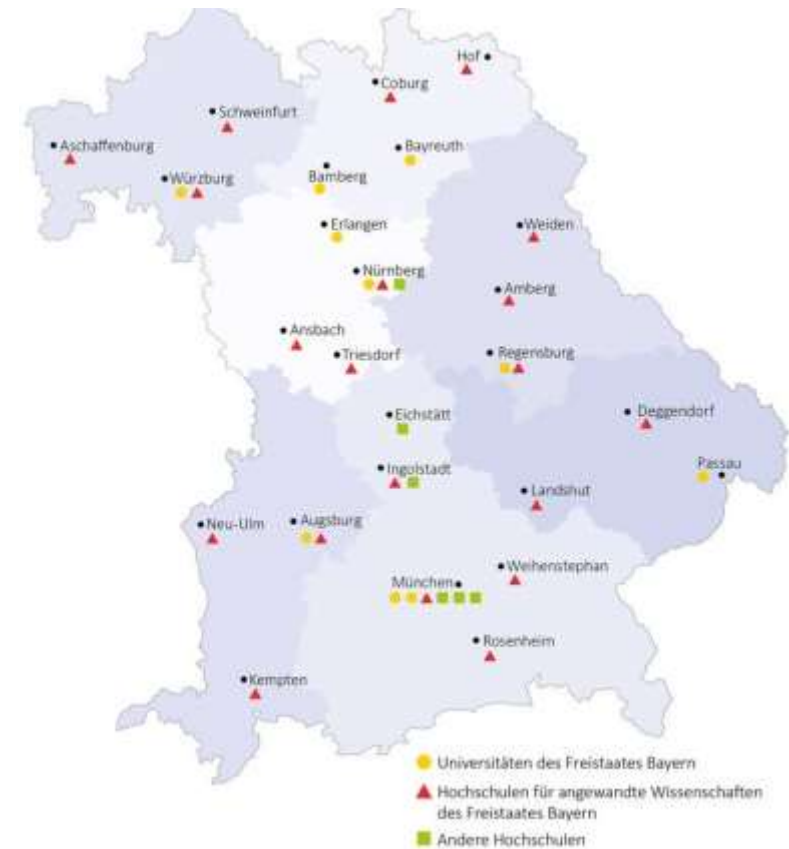 Hof
Coburg
Schweinfurt
Aschaffenburg
Bayreuth
Würzburg
Bamberg
Erlangen
Weiden
Nürnberg
Amberg
Ansbach
Triesdorf
Regensburg
Eichstätt
Deggendorf
Passau
Ingolstadt
Landshut
Neu-Ulm
Augsburg
Weihenstephan
München
Rosenheim
Kempten
Universitäten des Freistaates Bayern
Hochschulen für angewandte Wissenschaften
des Freistaates Bayern
Andere Hochschulen